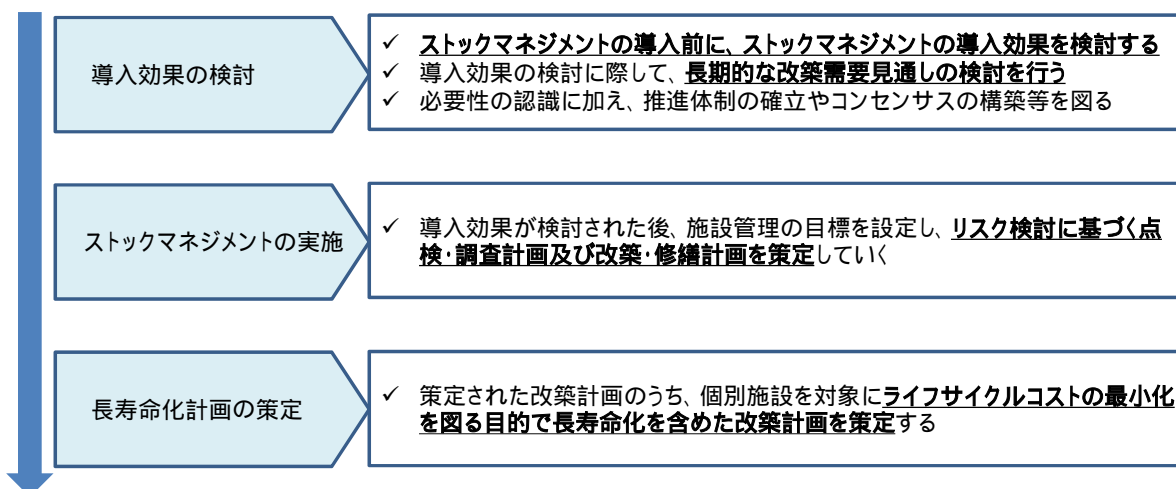 導入効果の検討
✓ ストックマネジメントの導入前に、ストックマネジメントの導入効果を検討する
✓ 導入効果の検討に際して、長期的な改築需要見通しの検討を行う
✓ 必要性の認識に加え、推進体制の確立やコンセンサスの構築等を図る
ストックマネジメントの実施
✓ 導入効果が検討された後、施設管理の目標を設定し、リスク検討に基づく点
検・調査計画及び改築・修繕計画を策定していく
長寿命化計画の策定
✓ 策定された改築計画のうち、個別施設を対象にライフサイクルコストの最小化
を図る目的で長寿命化を含めた改築計画を策定する